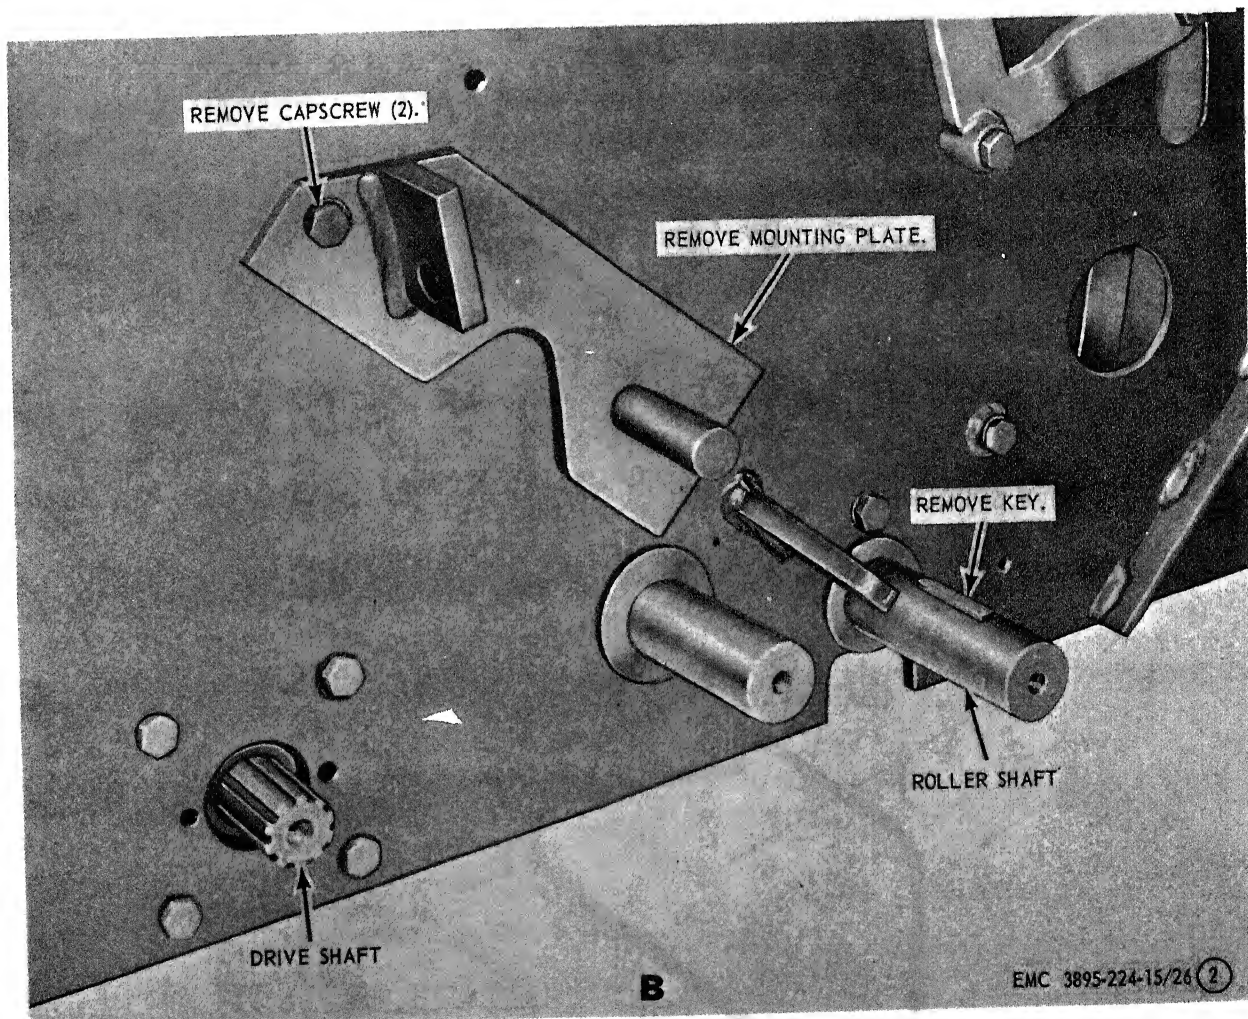 REMOVE CAPSCREW (2).
REMOVE MOUNTING PLATE.
REMOVE KEY.
ROLLER SHAFT
DRIVE SHAFT
B
EMC 3895-224-15/26 2